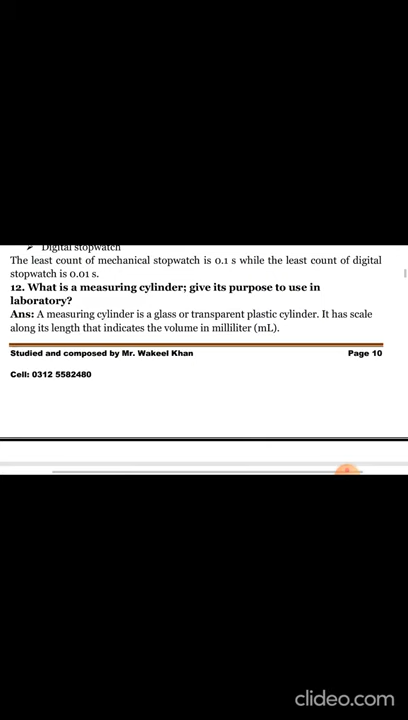 ➤ Digital stopwatch
The least count of mechanical stopwatch is 0.1 s while the least count of digital
stopwatch is 0.01 s.
12. What is a measuring cylinder; give its purpose to use in
laboratory?
Ans: A measuring cylinder is a glass or transparent plastic cylinder. It has scale
along its length that indicates the volume in milliliter (mL).
Studied and composed by Mr. Wakeel Khan Page 10
Cell: 0312 5582480
clideo.com